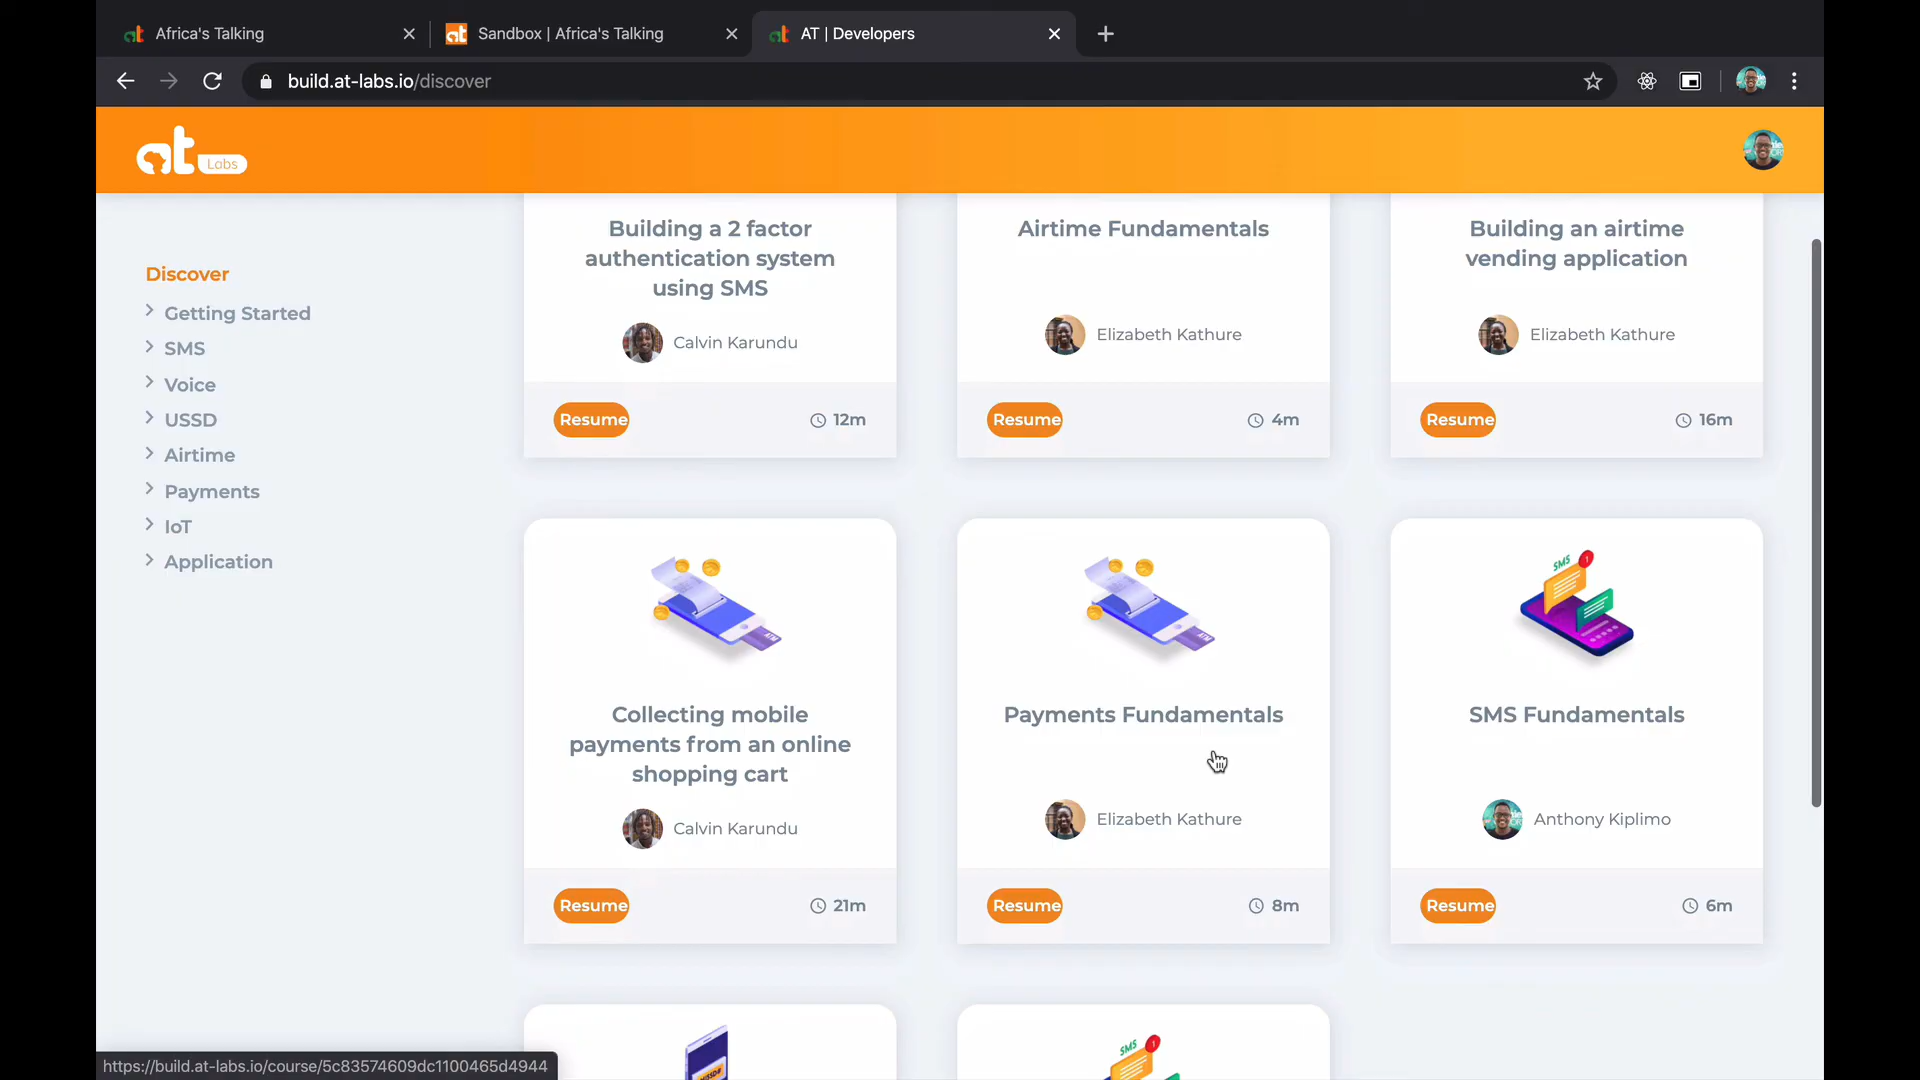 Africa's Talking
Sandbox | Africa's Talking
AT | Developers
build.at-labs.io/discover
at Labs
Discover
Getting Started
SMS
Voice
USSD
Airtime
Payments
IoT
Application
Building a 2 factor
authentication system
using SMS
Calvin Karundu
Resume
12m
Airtime Fundamentals
Elizabeth Kathure
Resume
4m
Building an airtime
vending application
Elizabeth Kathure
Resume
16m
Collecting mobile
payments from an online
shopping cart
Calvin Karundu
Resume
21m
Payments Fundamentals
Elizabeth Kathure
Resume
8m
SMS
1
SMS Fundamentals
Anthony Kiplimo
Resume
6m
SMS
1
https://build.at-labs.io/course/5c83574609dc1100465d4944